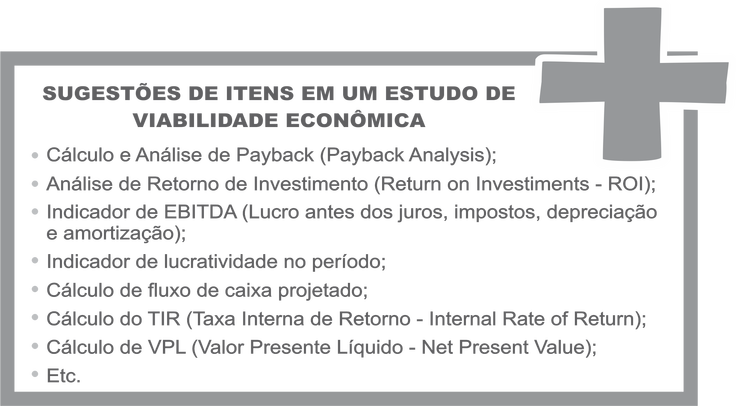 SUGESTÕES DE ITENS EM UM ESTUDO DE
VIABILIDADE ECONÔMICA
• Cálculo e Análise de Payback (Payback Analysis);
• Análise de Retorno de Investimento (Return on Investiments - ROI);
• Indicador de EBITDA (Lucro antes dos juros, impostos, depreciação
e amortização);
• Indicador de lucratividade no período;
• Cálculo de fluxo de caixa projetado;
• Cálculo do TIR (Taxa Interna de Retorno - Internal Rate of Return);
• Cálculo de VPL (Valor Presente Líquido - Net Present Value);
• Etc.